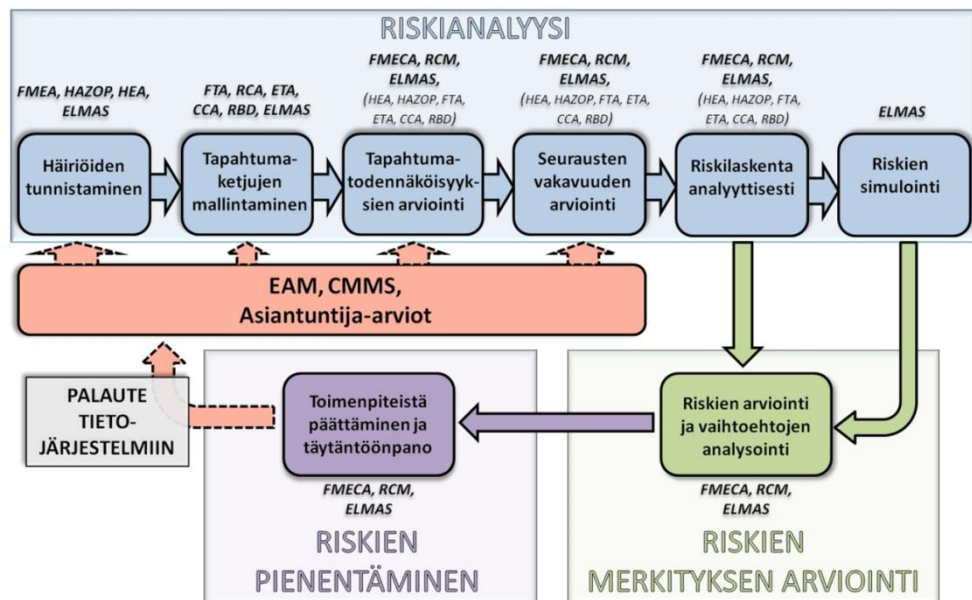 RISKIANALYYSI
FMEA, HAZOP, HEA,
ELMAS
FTA, RCA, ETA,
CCA, RBD, ELMAS
FMECA, RCM,
ELMAS,
(HEA, HAZOP, FTA,
ETA, CCA, RBD)
FMECA, RCM,
ELMAS,
(HEA, HAZOP, FTA, ETA,
CCA, RBD)
FMECA, RCM,
ELMAS,
(HEA, HAZOP, FTA,
ETA, CCA, RBD)
ELMAS
Häiriöiden
tunnistaminen
Tapahtuma-
ketjujen
mallintaminen
Tapahtuma-
todennäköisyyk-
sien arviointi
Seurausten
vakavuuden
arviointi
Riskilaskenta
analyyttisesti
Riskien
simulointi
EAM, CMMS,
Asiantuntija-arviot
PALAUTE
TIETO-
JÄRJESTELMIIN
Toimenpiteistä
päättäminen ja
täytäntöönpano
FMECA, RCM,
ELMAS
RISKIEN
PIENENTÄMINEN
Riskien arviointi
ja vaihtoehtojen
analysointi
FMECA, RCM,
ELMAS
RISKIEN
MERKITYKSEN ARVIOINTI